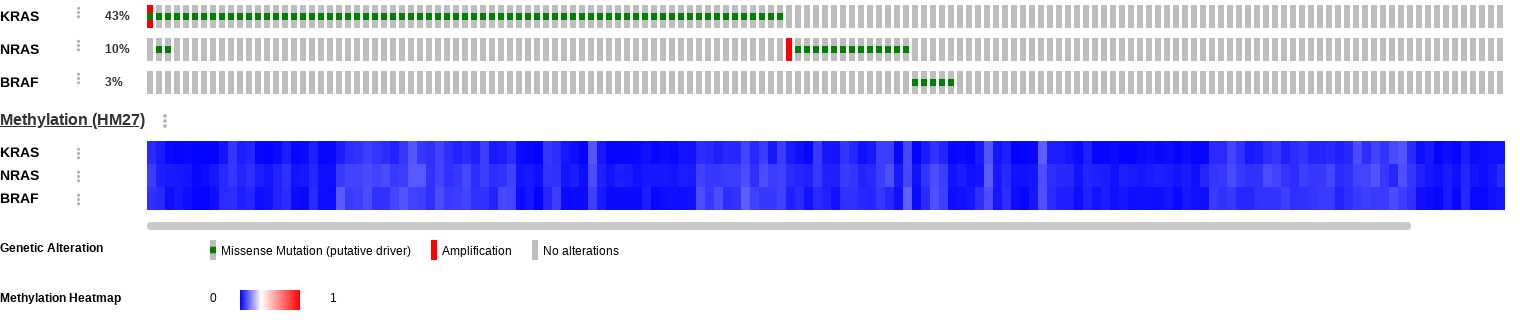 KRAS 43%
NRAS 10%
BRAF 3%
Methylation (HM27)
KRAS
NRAS
BRAF
Genetic Alteration Missense Mutation (putative driver) Amplification No alterations
Methylation Heatmap 0 1